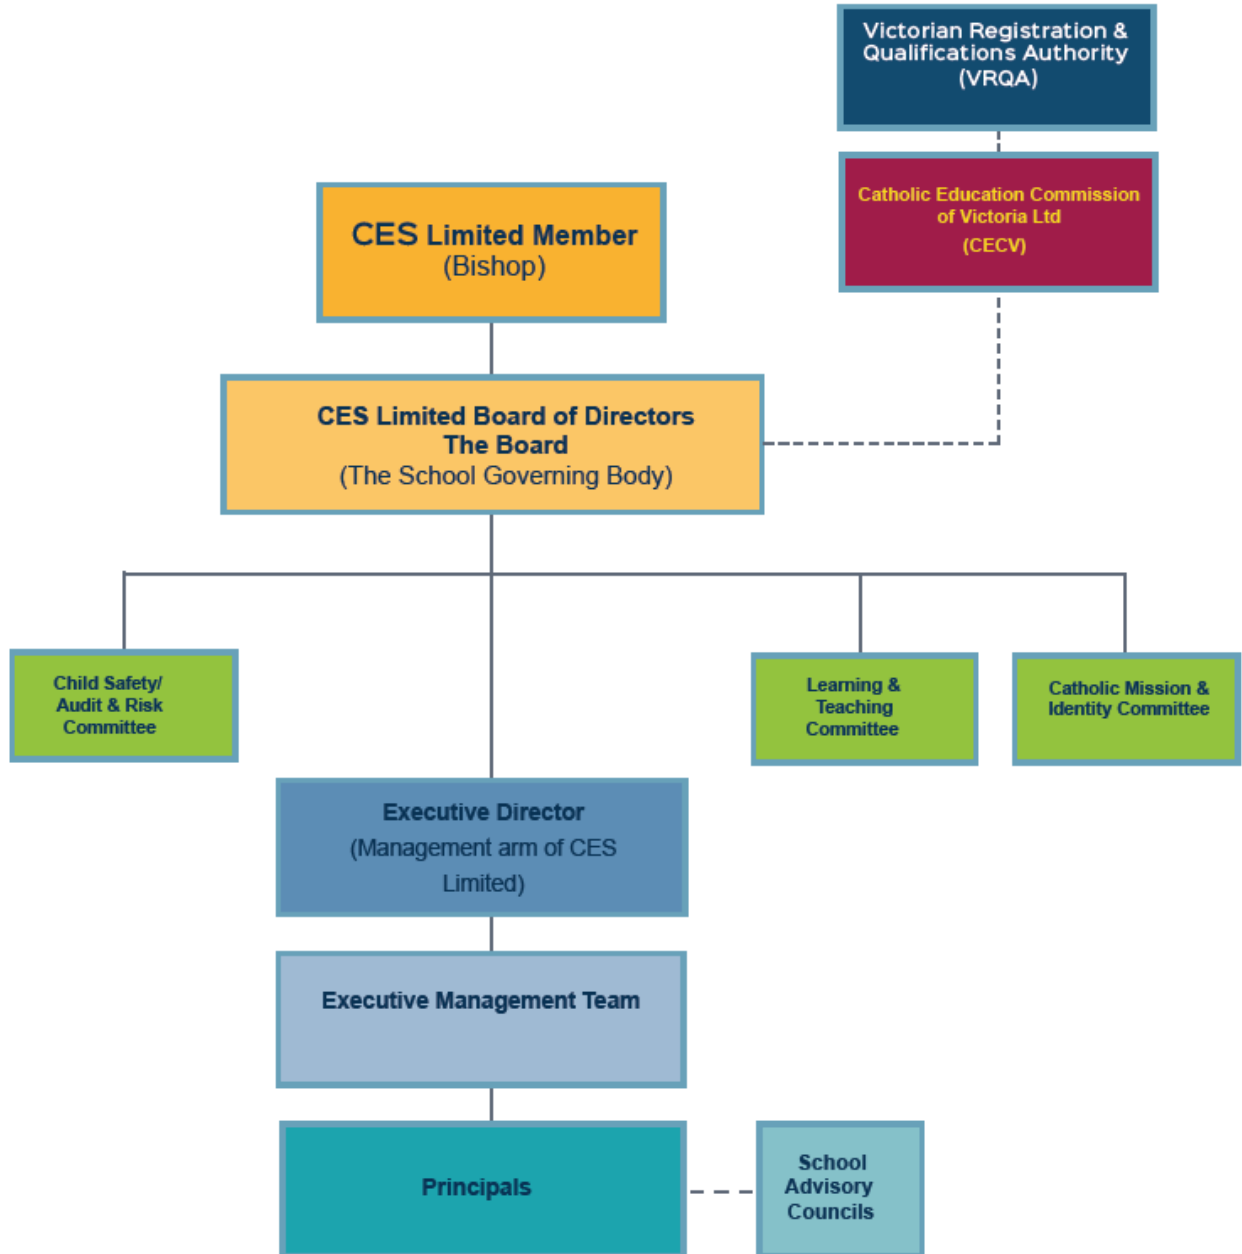 Victorian Registration &
Qualifications Authority
(VRQA)
Catholic Education Commission
of Victoria Ltd
(CECV)
CES Limited Member
(Bishop)
CES Limited Board of Directors
The Board
(The School Governing Body)
Child Safety/
Audit & Risk
Committee
Learning &
Teaching
Committee
Catholic Mission &
Identity Committee
Executive Director
(Management arm of CES
Limited)
Executive Management Team
Principals
School
Advisory
Councils